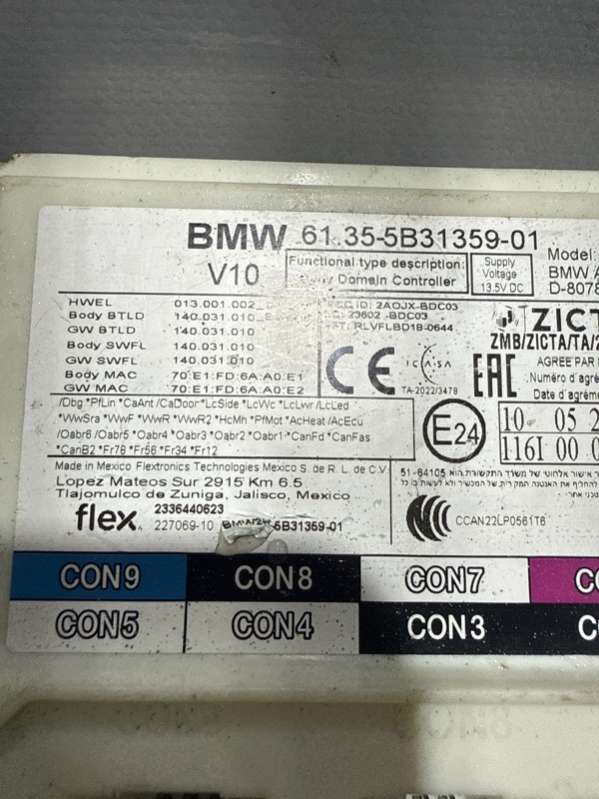 BMW 61.35-5B31359-01
V10
Functional type description:
Body Domain Controller
Supply
Voltage
13.5V DC
Model:
BMW A
D-8078
HWEL 013.001.002
Body BTLD 140.031.010
GW BTLD 140.031.010
Body SWFL 140.031.010
GW SWFL 140.031.010
Body MAC 70:E1:FD:6A:A0:E1
GW MAC 70:E1:FD:6A:A0:E2
2AOJX-BDC03
23602 -BDC03
RLVFLBD18-0644
CE
ICASA
TA-2022/3478
ZICT
ZMB/ZICTA/TA/2
EAC
AGREE PAR
Numéro d'agré
Date d'agrém
/Dbg *PfLin *CaAnt /CaDoor *LcSide *LcWc *LcLwr /LcLed
*WwSra *WwF *WwR *WwR2 *HcMh *PfMot *AcHeat /AcEcu
/Oabr6 /Oabr5 *Oabr4 *Oabr3 *Oabr2 *Oabr1 *CanFd *CanFas
*CanB2 *Fr78 *Fr56 *Fr34 *Fr12
E24
10- 05 2
116I 00 0
Made in Mexico Flextronics Technologies Mexico S. de R. L. de C.V
Lopez Mateos Sur 2915 Km 6.5
Tlajomulco de Zuniga, Jalisco, Mexico
51-84105
flex
2336440623
227069-10
5B31359-01
CCAN22LP0561T6
CON9 CON8 CON7
CON5 CON4 CON3